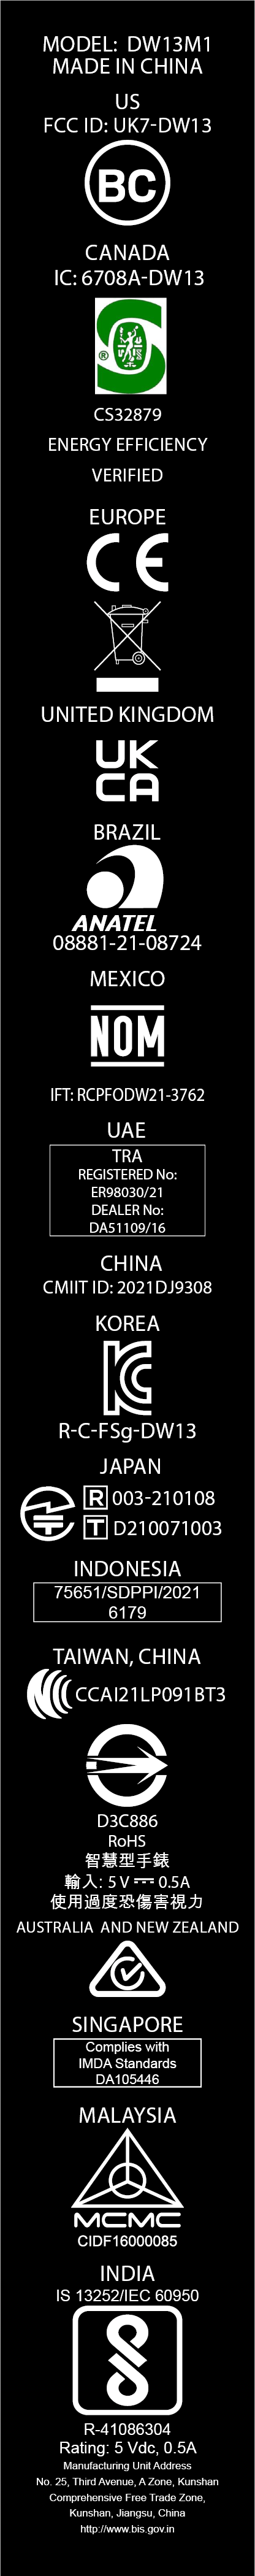 MODEL: DW13M1
MADE IN CHINA
US
FCC ID: UK7-DW13
BC
CANADA
IC: 6708A-DW13
S
®
CS32879
ENERGY EFFICIENCY
VERIFIED
EUROPE
CE
UNITED KINGDOM
UK
CA
BRAZIL
ANATEL
08881-21-08724
MEXICO
NOM
IFT: RCPFODW21-3762
UAE
TRA
REGISTERED No:
ER98030/21
DEALER No:
DA51109/16
CHINA
CMIIT ID: 2021DJ9308
KOREA
R-C-FSg-DW13
JAPAN
R 003-210108
T D210071003
INDONESIA
75651/SDPPI/2021
6179
TAIWAN, CHINA
CCAI21LP091BT3
D3C886
RoHS
智慧型手錶
輸入: 5 V ⎓ 0.5A
使用過度恐傷害視力
AUSTRALIA AND NEW ZEALAND
SINGAPORE
Complies with
IMDA Standards
DA105446
MALAYSIA
MCMC
CIDF16000085
INDIA
IS 13252/IEC 60950
R-41086304
Rating: 5 Vdc, 0.5A
Manufacturing Unit Address
No. 25, Third Avenue, A Zone, Kunshan
Comprehensive Free Trade Zone,
Kunshan, Jiangsu, China
http://www.bis.gov.in